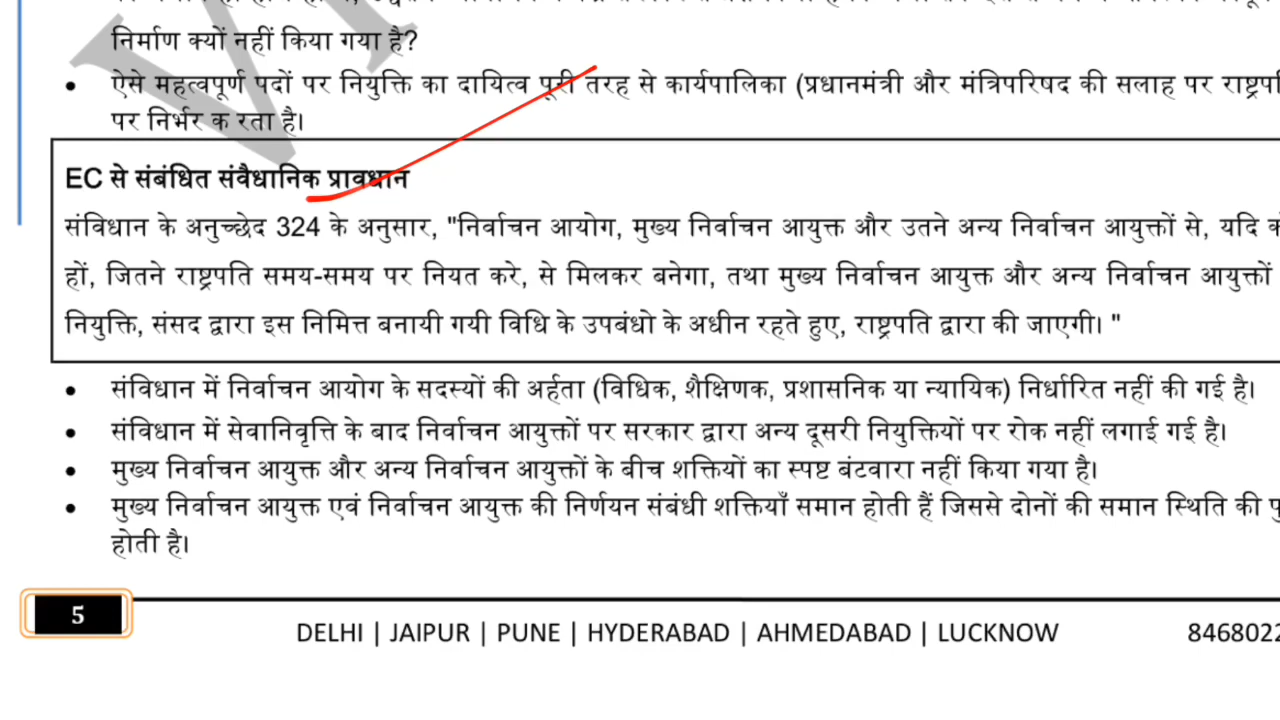 निर्माण क्यों नहीं किया गया है?
• ऐसे महत्वपूर्ण पदों पर नियुक्ति का दायित्व पूरी तरह से कार्यपालिका (प्रधानमंत्री और मंत्रिपरिषद की सलाह पर
पर निर्भर क रता है।
EC से संबंधित संवैधानिक प्रावधान
संविधान के अनुच्छेद 324 के अनुसार, "निर्वाचन आयोग, मुख्य निर्वाचन आयुक्त और उतने अन्य निर्वाचन आयुक्तों से, यदि
हों, जितने राष्ट्रपति समय-समय पर नियत करे, से मिलकर बनेगा, तथा मुख्य निर्वाचन आयुक्त और अन्य निर्वाचन आयुक्तों
नियुक्ति, संसद द्वारा इस निमित्त बनायी गयी विधि के उपबंधो के अधीन रहते हुए, राष्ट्रपति द्वारा की जाएगी। "
• संविधान में निर्वाचन आयोग के सदस्यों की अर्हता (विधिक, शैक्षिणक, प्रशासनिक या न्यायिक) निर्धारित नहीं की गई है।
• संविधान में सेवानिवृत्ति के बाद निर्वाचन आयुक्तों पर सरकार द्वारा अन्य दूसरी नियुक्तियों पर रोक नहीं लगाई गई है।
• मुख्य निर्वाचन आयुक्त और अन्य निर्वाचन आयुक्तों के बीच शक्तियों का स्पष्ट बंटवारा नहीं किया गया है।
• मुख्य निर्वाचन आयुक्त एवं निर्वाचन आयुक्त की निर्णयन संबंधी शक्तियाँ समान होती हैं जिससे दोनों की समान स्थिति की
होती है।
5
DELHI | JAIPUR | PUNE | HYDERABAD | AHMEDABAD | LUCKNOW